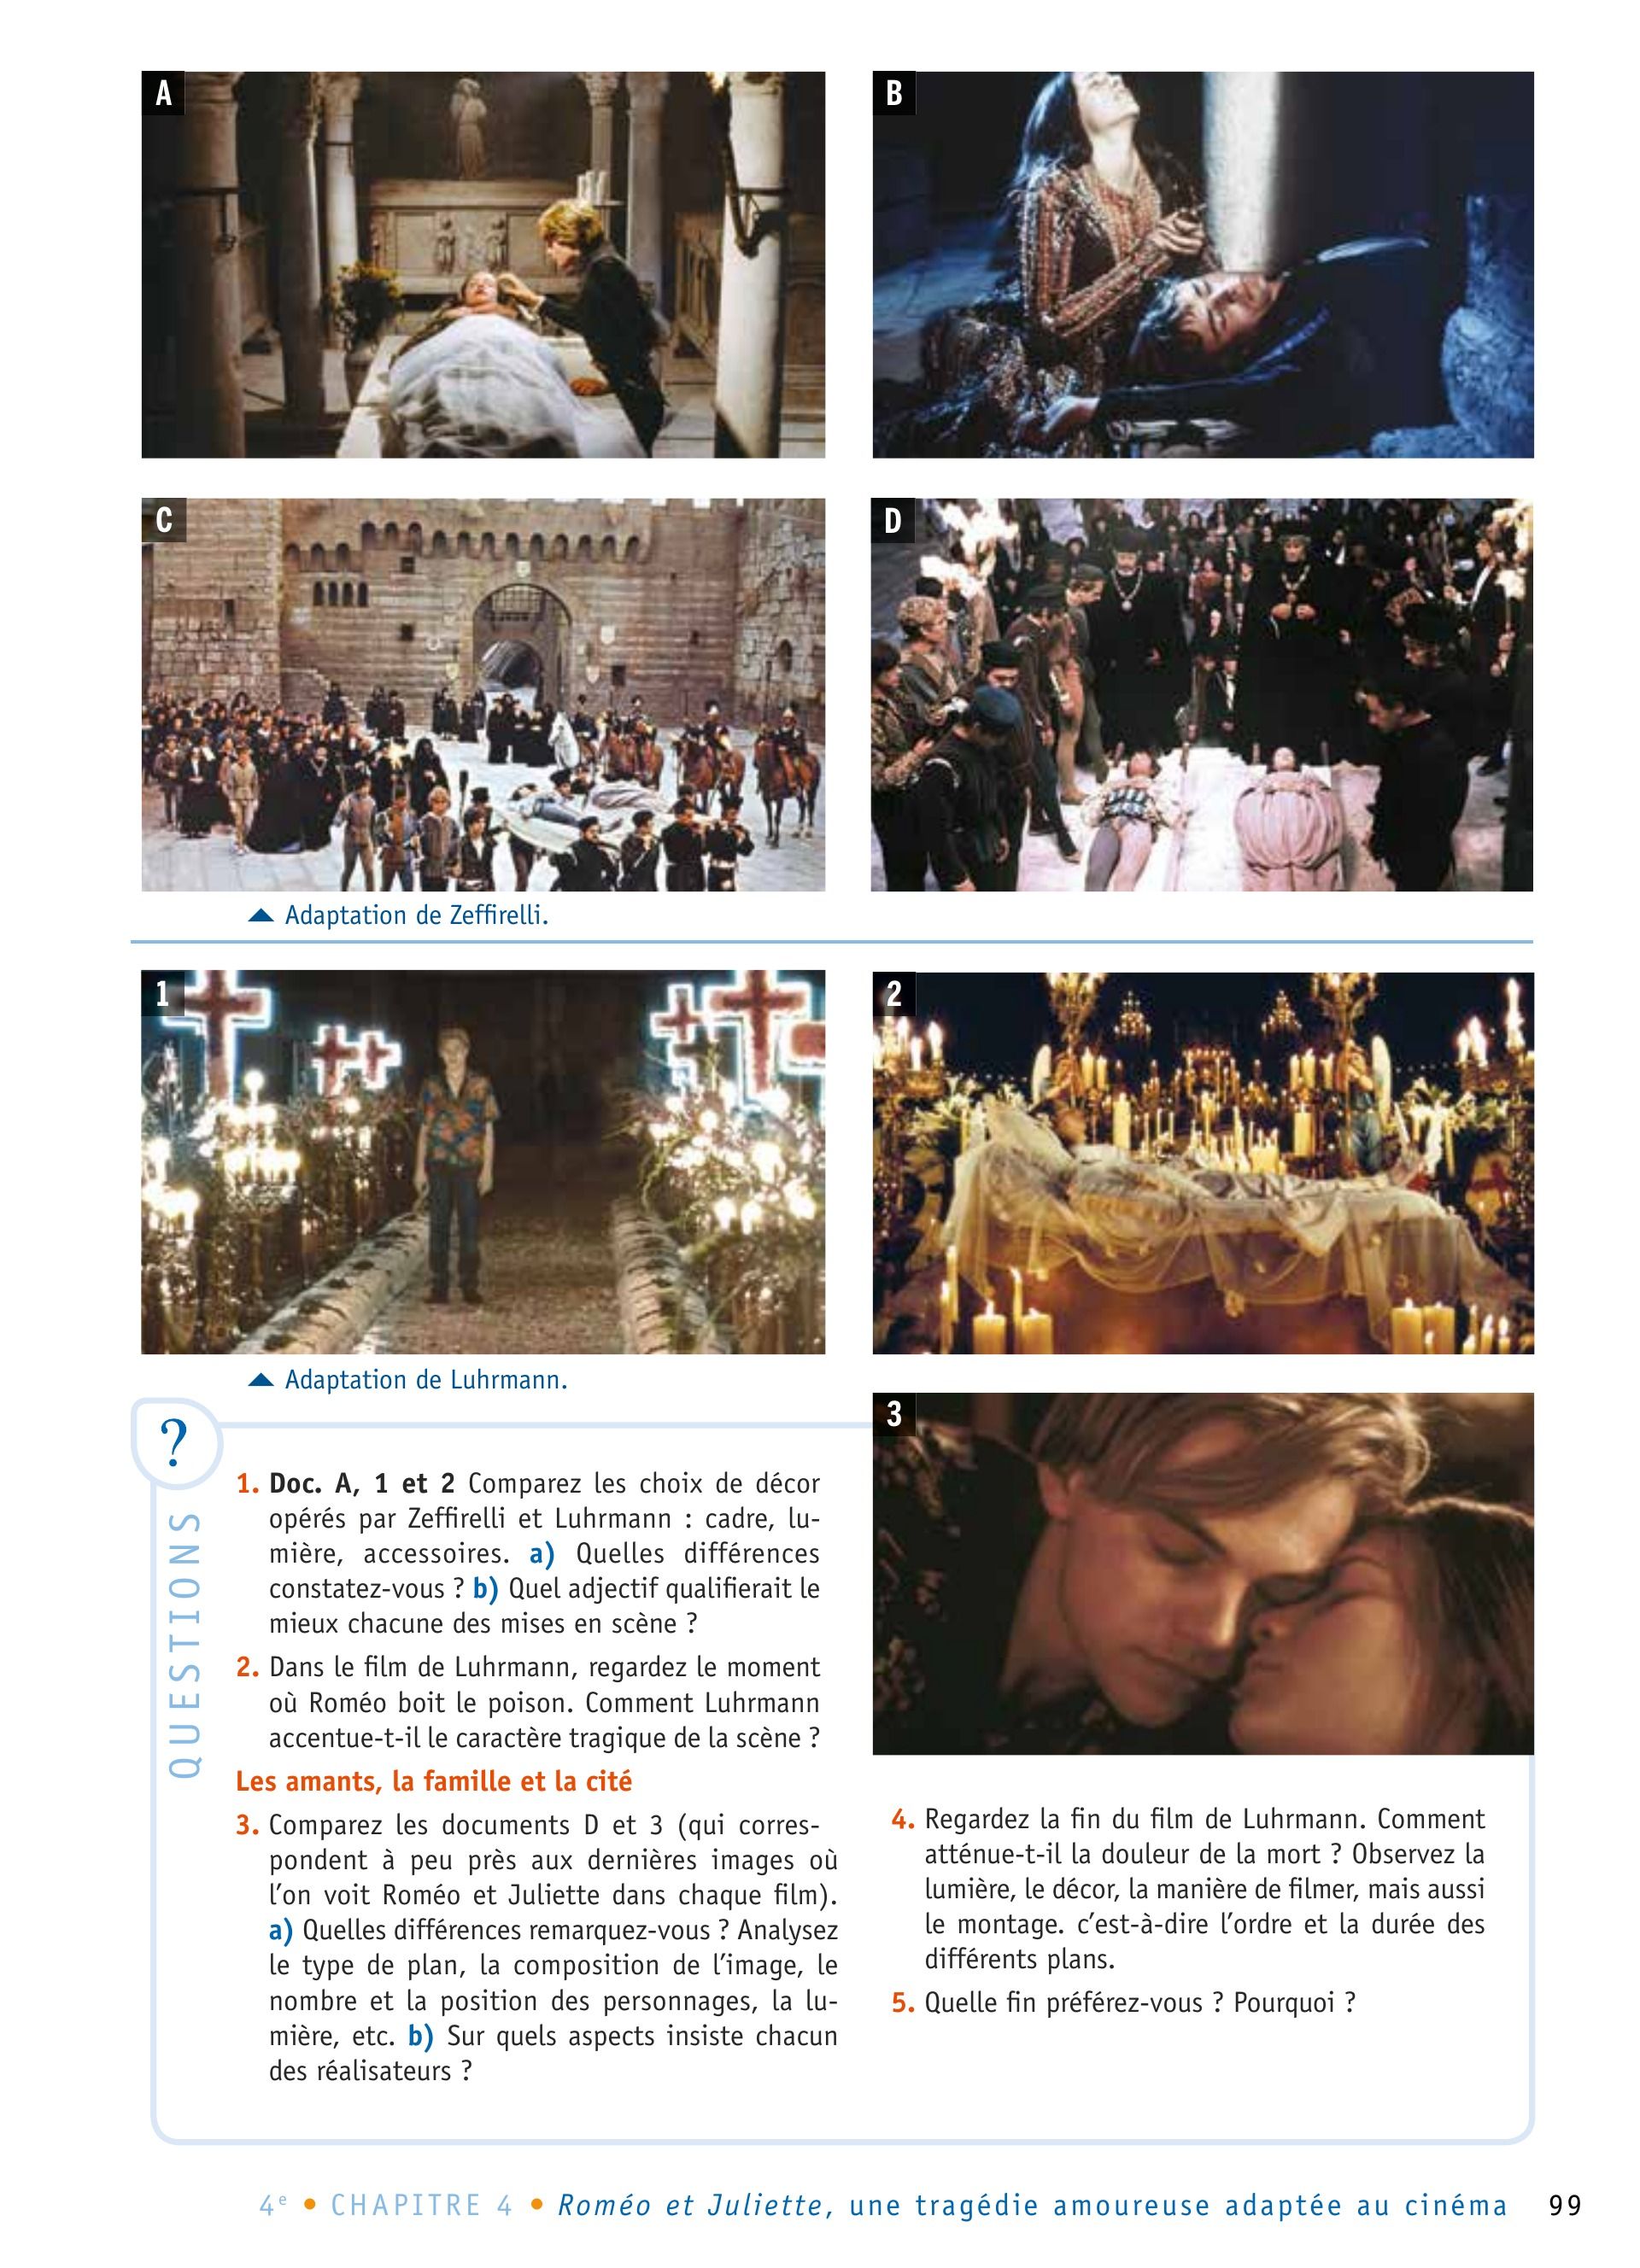 A
B
C
D
Adaptation de Zeffirelli.
1
2
Adaptation de Luhrmann.
3
?
QUESTIONS
1. Doc. A, 1 et 2 Comparez les choix de décor
opérés par Zeffirelli et Luhrmann : cadre, lu-
mière, accessoires. a) Quelles différences
constatez-vous ? b) Quel adjectif qualifierait le
mieux chacune des mises en scène ?
2. Dans le film de Luhrmann, regardez le moment
où Roméo boit le poison. Comment Luhrmann
accentue-t-il le caractère tragique de la scène ?
Les amants, la famille et la cité
3. Comparez les documents D et 3 (qui corres-
pondent à peu près aux dernières images où
l'on voit Roméo et Juliette dans chaque film).
a) Quelles différences remarquez-vous ? Analysez
le type de plan, la composition de l'image, le
nombre et la position des personnages, la lu-
mière, etc. b) Sur quels aspects insiste chacun
des réalisateurs ?
4. Regardez la fin du film de Luhrmann. Comment
atténue-t-il la douleur de la mort ? Observez la
lumière, le décor, la manière de filmer, mais aussi
le montage. c'est-à-dire l'ordre et la durée des
différents plans.
5. Quelle fin préférez-vous ? Pourquoi ?
4e • CHAPITRE 4 • Roméo et Juliette, une tragédie amoureuse adaptée au cinéma 99